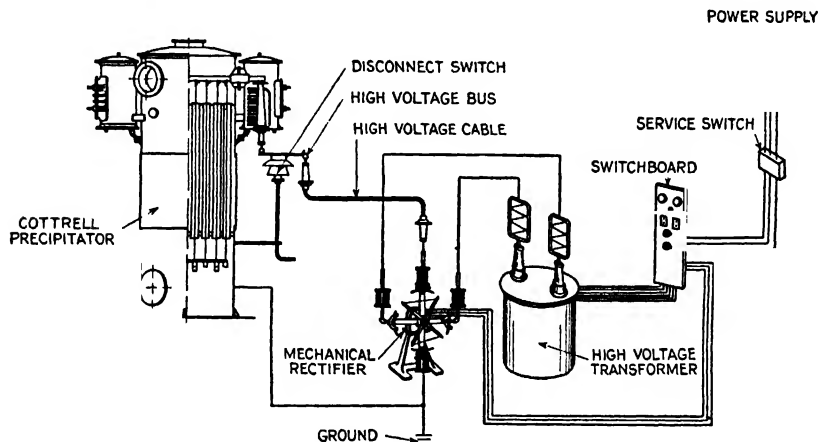 POWER SUPPLY
DISCONNECT SWITCH
HIGH VOLTAGE BUS
HIGH VOLTAGE CABLE
SERVICE SWITCH
SWITCHBOARD
COTTRELL
PRECIPITATOR
MECHANICAL
RECTIFIER
HIGH VOLTAGE
TRANSFORMER
GROUND